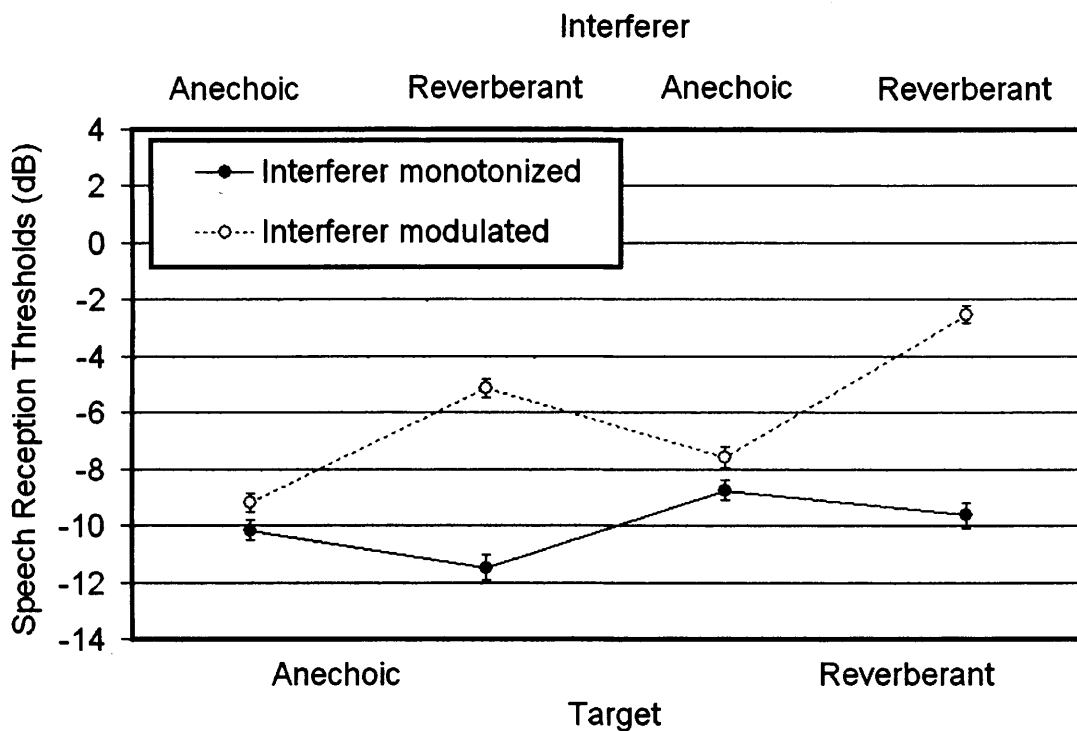 Interferer
Anechoic Reverberant Anechoic Reverberant
Speech Reception Thresholds (dB)
4
2
0
-2
-4
-6
-8
-10
-12
-14
Interferer monotonized
Interferer modulated
Anechoic Reverberant
Target